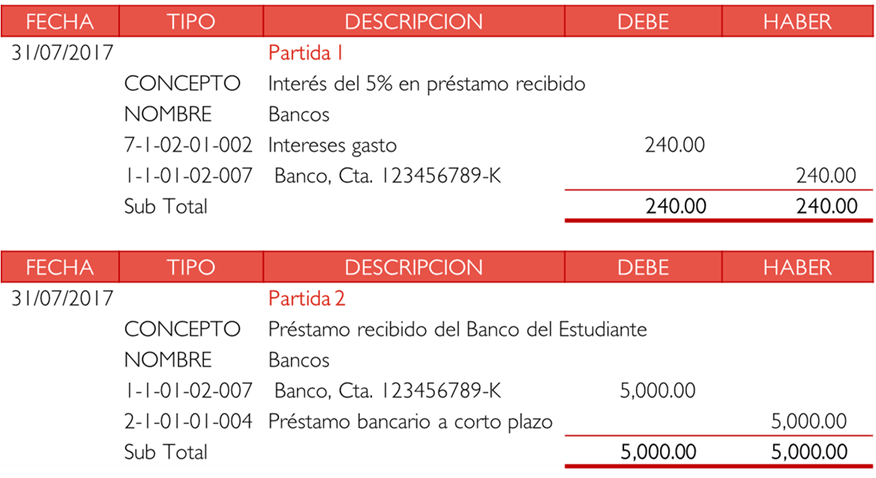 FECHA TIPO DESCRIPCION DEBE HABER
31/07/2017 Partida 1
CONCEPTO Interés del 5% en préstamo recibido
NOMBRE Bancos
7-1-02-01-002 Intereses gasto 240.00
1-1-01-02-007 Banco, Cta. 123456789-K 240.00
Sub Total 240.00 240.00
FECHA TIPO DESCRIPCION DEBE HABER
31/07/2017 Partida 2
CONCEPTO Préstamo recibido del Banco del Estudiante
NOMBRE Bancos
1-1-01-02-007 Banco, Cta. 123456789-K 5,000.00
2-1-01-01-004 Préstamo bancario a corto plazo 5,000.00
Sub Total 5,000.00 5,000.00